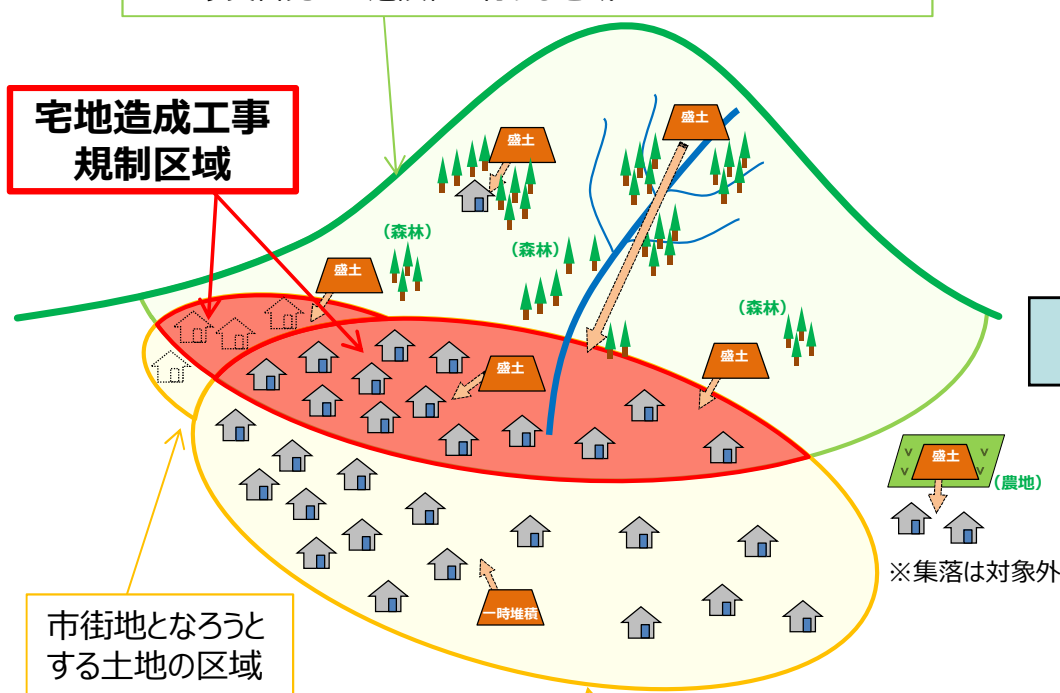 宅地造成工事
規制区域
盛土
盛土
(森林)
(森林)
盛土
(森林)
盛土
盛土
盛土
(農地)
※集落は対象外
一時堆積
市街地となろうと
する土地の区域